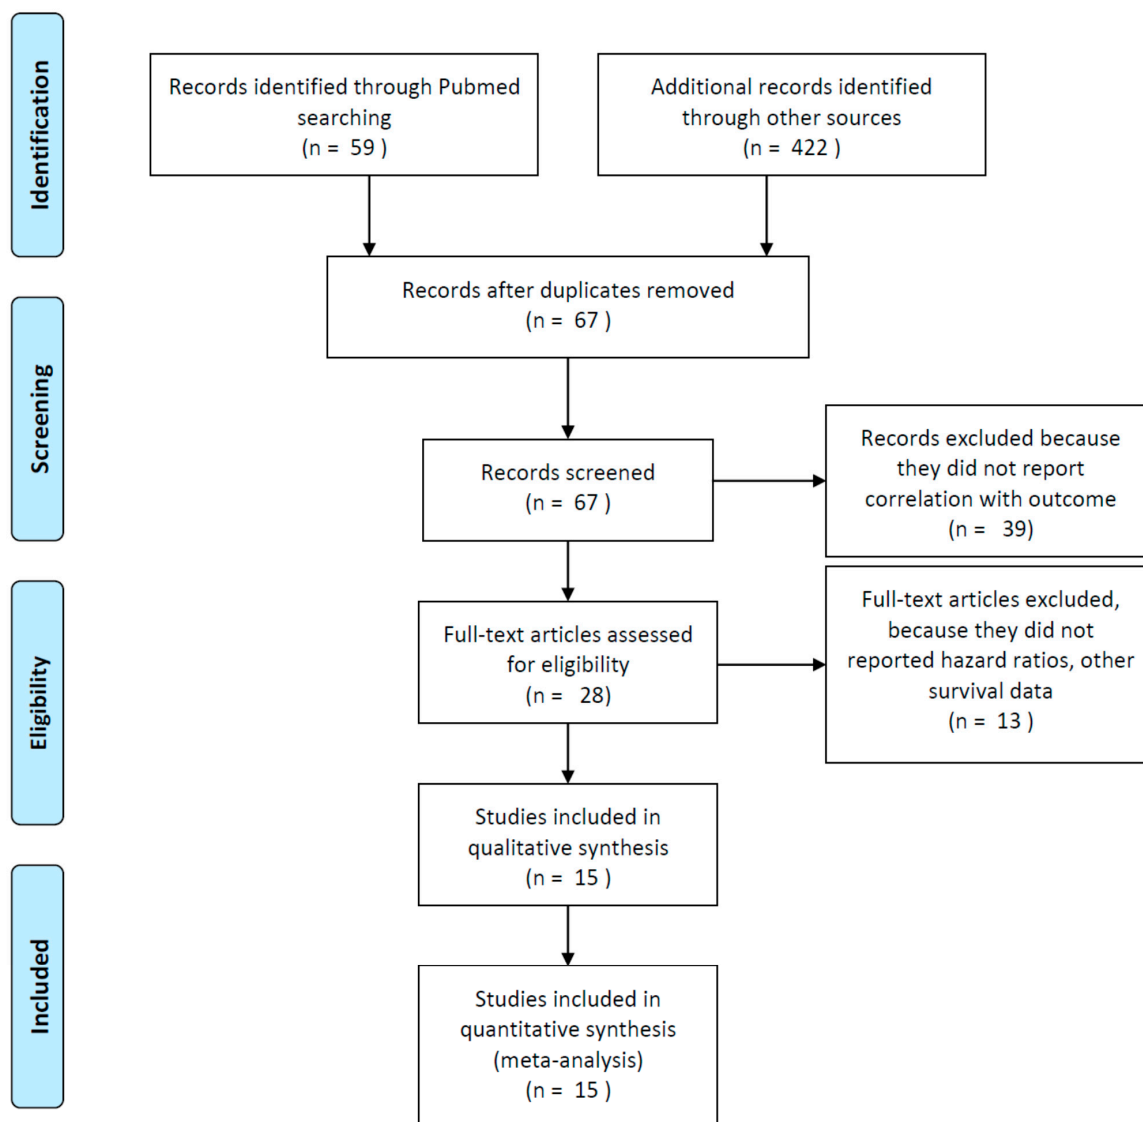 Identification
Records identified through Pubmed
searching
(n = 59 )
Additional records identified
through other sources
(n = 422 )
Records after duplicates removed
(n = 67 )
Screening
Records screened
(n = 67 )
Records excluded because
they did not report
correlation with outcome
(n = 39)
Eligibility
Full-text articles assessed
for eligibility
(n = 28)
Full-text articles excluded,
because they did not
reported hazard ratios, other
survival data
(n = 13 )
Studies included in
qualitative synthesis
(n = 15 )
Included
Studies included in
quantitative synthesis
(meta-analysis)
(n = 15 )